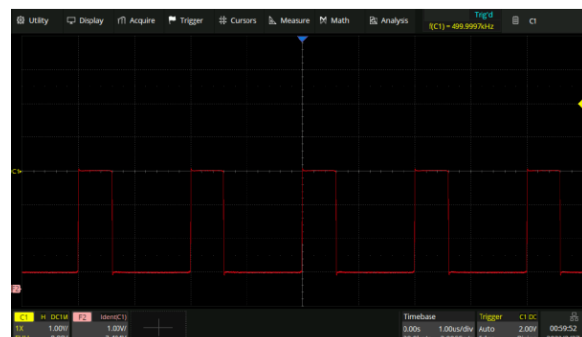 Utility Display Acquire Trigger Cursors Measure Math Analysis
Trig'd
f(C1) = 499.9997kHz
C1
C1
F2
C1 H DC1M
1X 1.00V/
F2 Ident(C1)
1.00V/
Timebase
0.00s 1.00us/div
Trigger C1 DC
Auto 2.00V
00:59:52